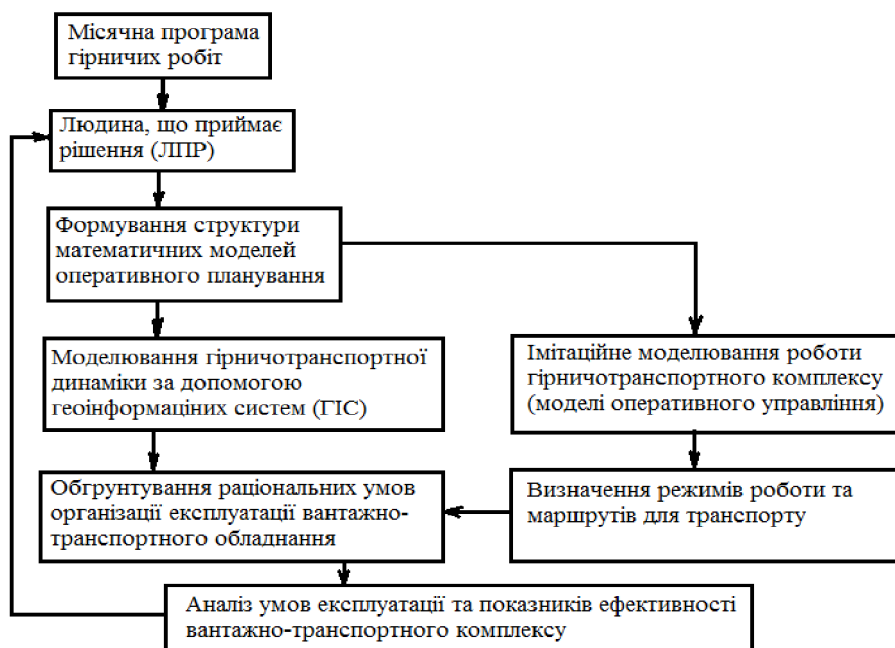 Місячна програма
гірничих робіт
Людина, що приймає
рішення (ЛПР)
Формування структури
математичних моделей
оперативного планування
Моделювання гірничотранспортної
динаміки за допомогою
геоінформаціних систем (ГІС)
Імітаційне моделювання роботи
гірничотранспортного комплексу
(моделі оперативного управління)
Обгрунтування раціональних умов
організації експлуатації вантажно-
транспортного обладнання
Визначення режимів роботи та
маршрутів для транспорту
Аналіз умов експлуатації та показників ефективності
вантажно-транспортного комплексу